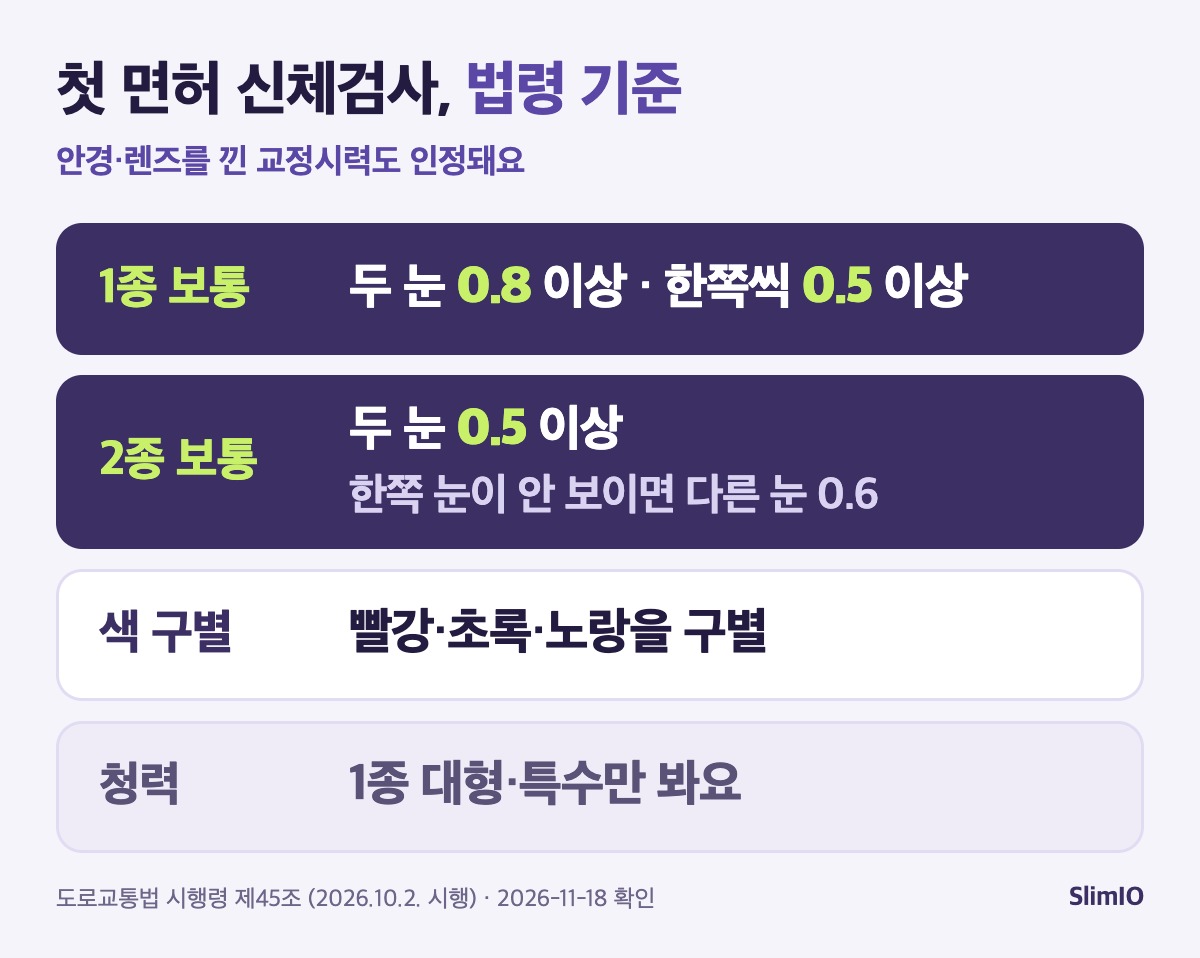 첫 면허 신체검사, 법령 기준
안경·렌즈를 낀 교정시력도 인정돼요
1종 보통 두 눈 0.8 이상 · 한쪽씩 0.5 이상
2종 보통
두 눈 0.5 이상
한쪽 눈이 안 보이면 다른 눈 0.6
색 구별 빨강·초록·노랑을 구별
청력 1종 대형·특수만 봐요
도로교통법 시행령 제45조 (2026.10.2. 시행) · 2026-11-18 확인
SlimIO